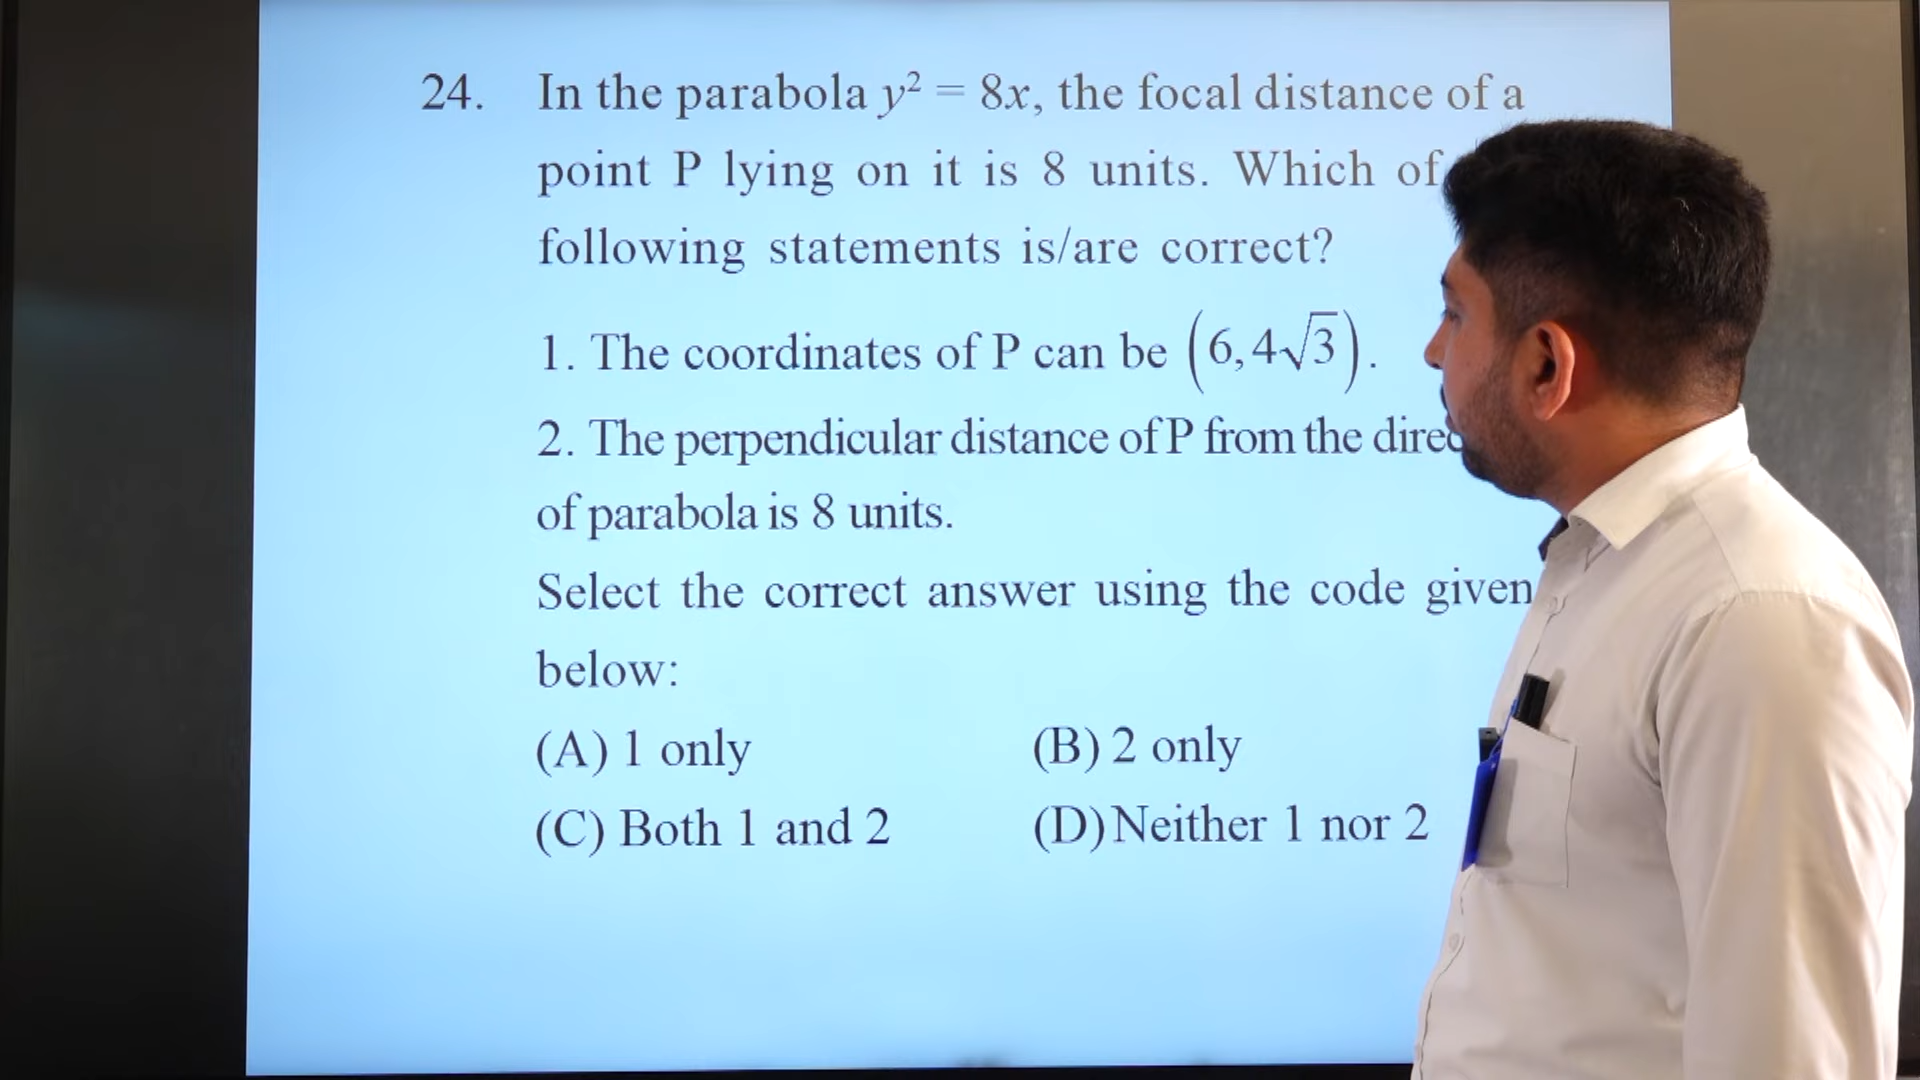 24. In the parabola y² = 8x, the focal distance of a
point P lying on it is 8 units. Which of
following statements is/are correct?
1. The coordinates of P can be (6, 4√3).
2. The perpendicular distance of P from the
of parabola is 8 units.
Select the correct answer using the code given
below:
(A) 1 only (B) 2 only
(C) Both 1 and 2 (D) Neither 1 nor 2